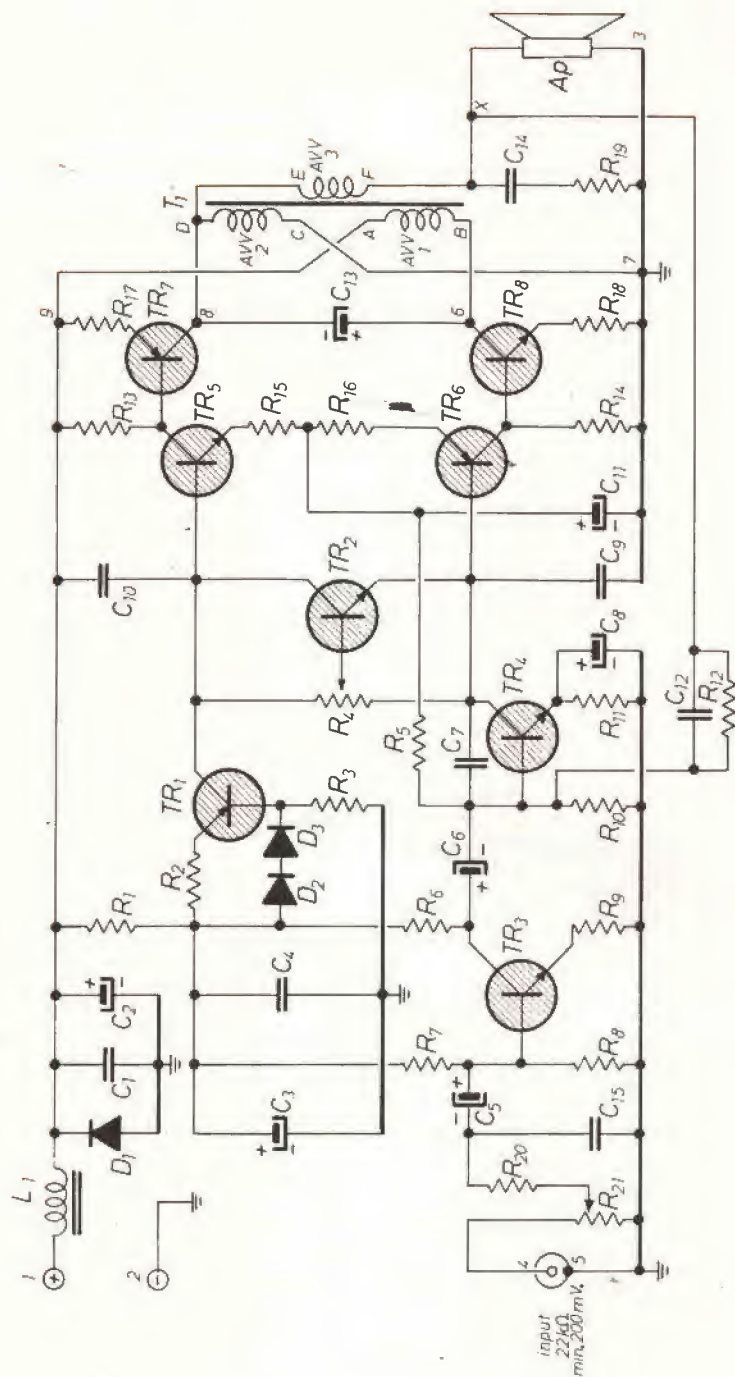 L1
1
+
2
−
D1
C1
C2
+
−
R1
R2
TR1
C3
+
−
C4
D2
D3
R3
R4
TR2
C10
9
R13
R17
TR5
TR7
8
R15
R16
C13
−
+
6
TR6
TR8
R14
R18
T1
D
AVV
2
C
A
AVV
1
B
E
AVV
3
F
X
C14
R19
Ap
3
7
input
22kΩ
min. 200mV.
4
5
R21
R20
C15
C5
−
+
R7
R8
TR3
R6
R9
C6
+
−
C7
R5
TR4
R10
R11
C8
+
−
C9
C11
+
−
C12
R12